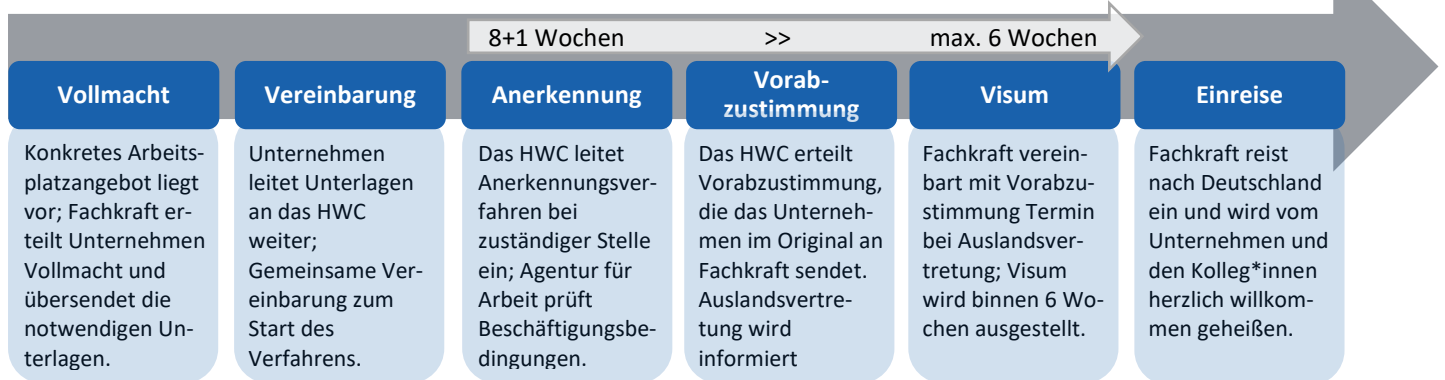 8+1 Wochen >> max. 6 Wochen
Vollmacht
Konkretes Arbeits-
platzangebot liegt
vor; Fachkraft er-
teilt Unternehmen
Vollmacht und
übersendet die
notwendigen Un-
terlagen.
Vereinbarung
Unternehmen
leitet Unterlagen
an das HWC
weiter;
Gemeinsame Ver-
einbarung zum
Start des
Verfahrens.
Anerkennung
Das HWC leitet
Anerkennungsver-
fahren bei
zuständiger Stelle
ein; Agentur für
Arbeit prüft
Beschäftigungsbe-
dingungen.
Vorab-
zustimmung
Das HWC erteilt
Vorabzustimmung,
die das Unterneh-
men im Original an
Fachkraft sendet.
Auslandsvertre-
tung wird
informiert
Visum
Fachkraft verein-
bart mit Vorabzu-
stimmung Termin
bei Auslandsver-
tretung; Visum
wird binnen 6 Wo-
chen ausgestellt.
Einreise
Fachkraft reist
nach Deutschland
ein und wird vom
Unternehmen und
den Kolleg*innen
herzlich willkom-
men geheißen.